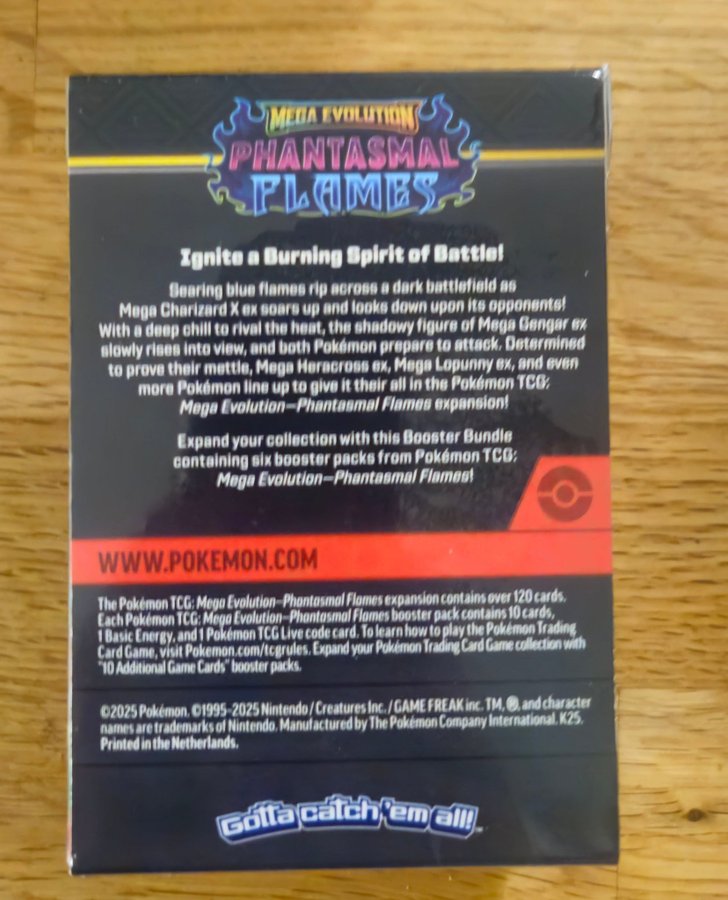 MEGA EVOLUTION
PHANTASMAL
FLAMES
Ignite a Burning Spirit of Battle!
Searing blue flames rip across a dark battlefield as
Mega Charizard X ex soars up and looks down upon its opponents!
With a deep chill to rival the heat, the shadowy figure of Mega Gengar ex
slowly rises into view, and both Pokémon prepare to attack. Determined
to prove their mettle, Mega Heracross ex, Mega Lopunny ex, and even
more Pokémon line up to give it their all in the Pokémon TCG:
Mega Evolution—Phantasmal Flames expansion!
Expand your collection with this Booster Bundle
containing six booster packs from Pokémon TCG:
Mega Evolution—Phantasmal Flames!
WWW.POKEMON.COM
The Pokémon TCG: Mega Evolution—Phantasmal Flames expansion contains over 120 cards.
Each Pokémon TCG: Mega Evolution—Phantasmal Flames booster pack contains 10 cards,
1 Basic Energy, and 1 Pokémon TCG Live code card. To learn how to play the Pokémon Trading
Card Game, visit Pokemon.com/tcgrules. Expand your Pokémon Trading Card Game collection with
"10 Additional Game Cards" booster packs.
©2025 Pokémon. ©1995–2025 Nintendo / Creatures Inc. / GAME FREAK inc. TM, ®, and character
names are trademarks of Nintendo. Manufactured by The Pokémon Company International. K25.
Printed in the Netherlands.
Gotta catch 'em all!™